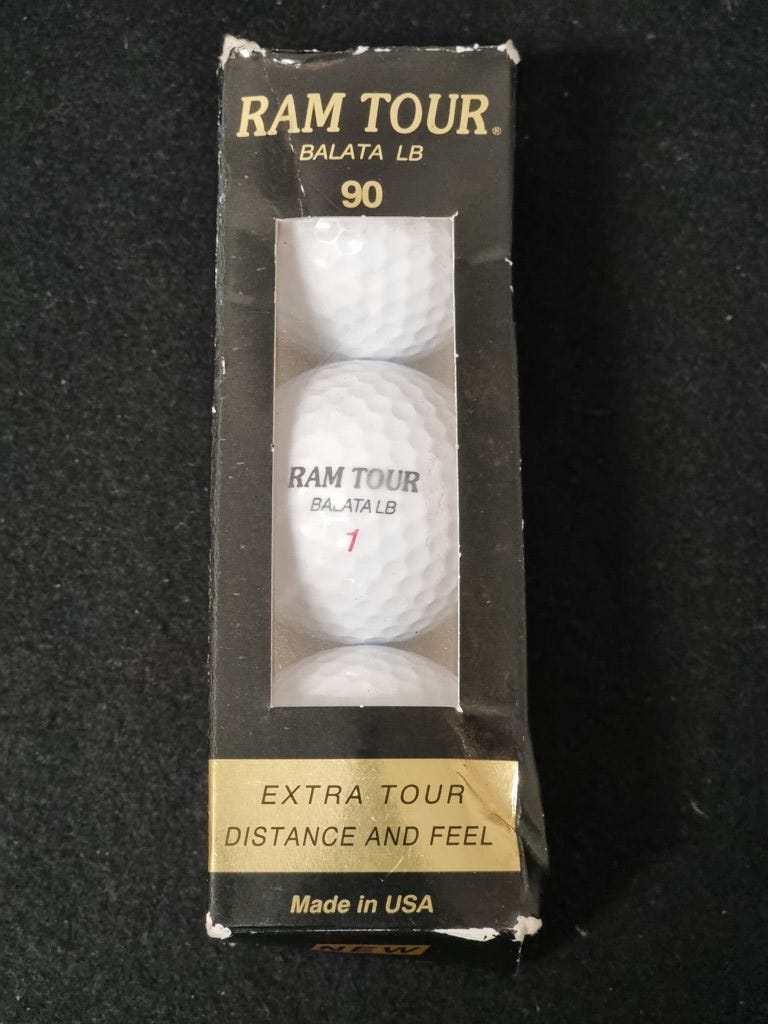 RAM TOUR®
BALATA LB
90
RAM TOUR
BALATA LB
1
EXTRA TOUR
DISTANCE AND FEEL
Made in USA
NEW